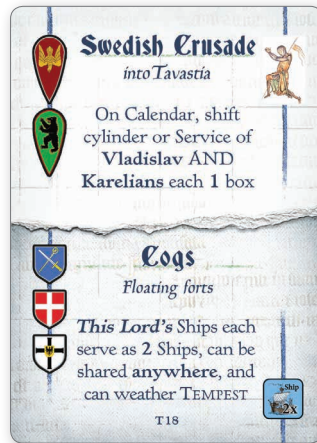 Swedish Crusade
into Tavastia
On Calendar, shift
cylinder or Service of
Vladislav AND
Karelians each 1 box
Cogs
Floating forts
This Lord's Ships each
serve as 2 Ships, can be
shared anywhere, and
can weather TEMPEST
Ship
2x
T18